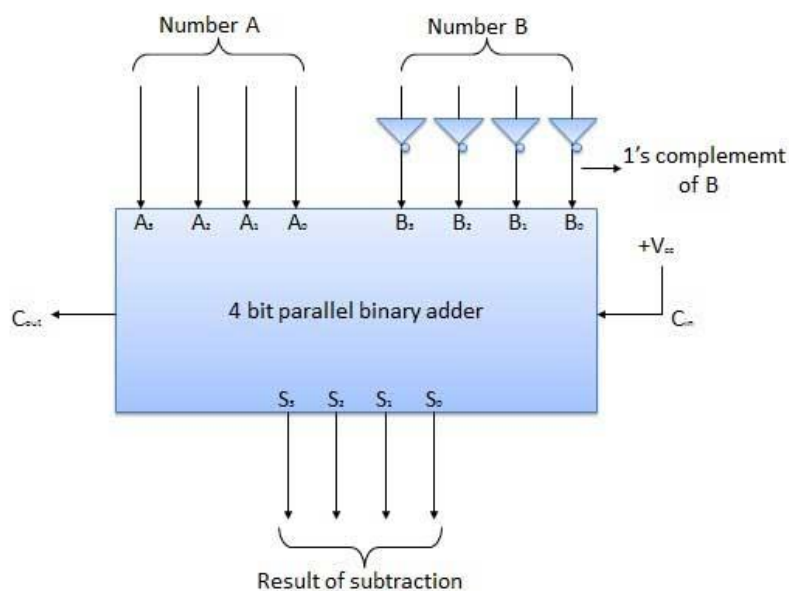 Number A
Number B
1's complememt
of B
A₃ A₂ A₁ A₀ B₃ B₂ B₁ B₀
+Vcc
4 bit parallel binary adder
Cout
Cin
S₃ S₂ S₁ S₀
Result of subtraction